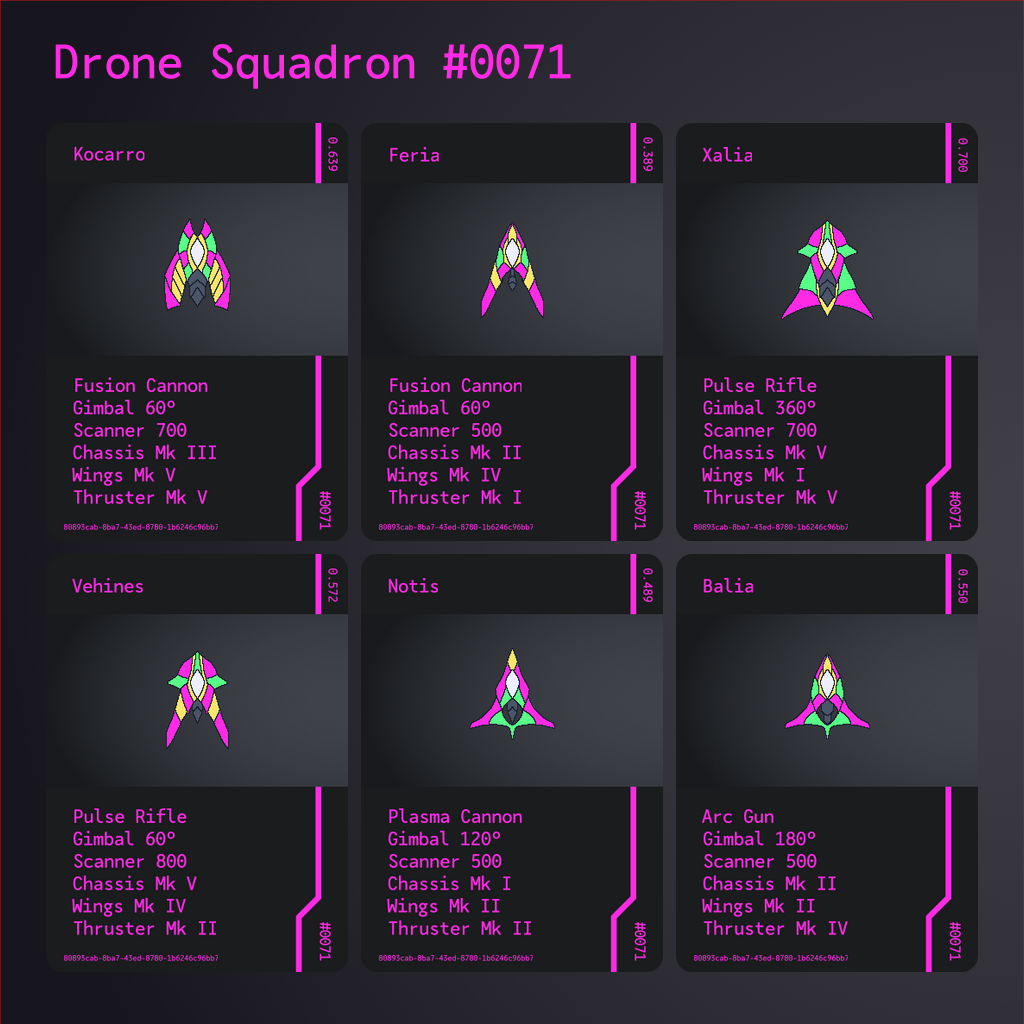 Drone Squadron #0071
Kocarro
0.639
Fusion Cannon
Gimbal 60º
Scanner 700
Chassis Mk III
Wings Mk V
Thruster Mk V
#0071
80893cab-8ba7-43ed-8780-1b6246c96bb7
Feria
0.389
Fusion Cannon
Gimbal 60º
Scanner 500
Chassis Mk II
Wings Mk IV
Thruster Mk I
#0071
80893cab-8ba7-43ed-8780-1b6246c96bb7
Xalia
0.700
Pulse Rifle
Gimbal 360º
Scanner 700
Chassis Mk V
Wings Mk I
Thruster Mk V
#0071
80893cab-8ba7-43ed-8780-1b6246c96bb7
Vehines
0.572
Pulse Rifle
Gimbal 60º
Scanner 800
Chassis Mk V
Wings Mk IV
Thruster Mk II
#0071
80893cab-8ba7-43ed-8780-1b6246c96bb7
Notis
0.489
Plasma Cannon
Gimbal 120º
Scanner 500
Chassis Mk I
Wings Mk II
Thruster Mk II
#0071
80893cab-8ba7-43ed-8780-1b6246c96bb7
Balia
0.550
Arc Gun
Gimbal 180º
Scanner 500
Chassis Mk II
Wings Mk II
Thruster Mk IV
#0071
80893cab-8ba7-43ed-8780-1b6246c96bb7